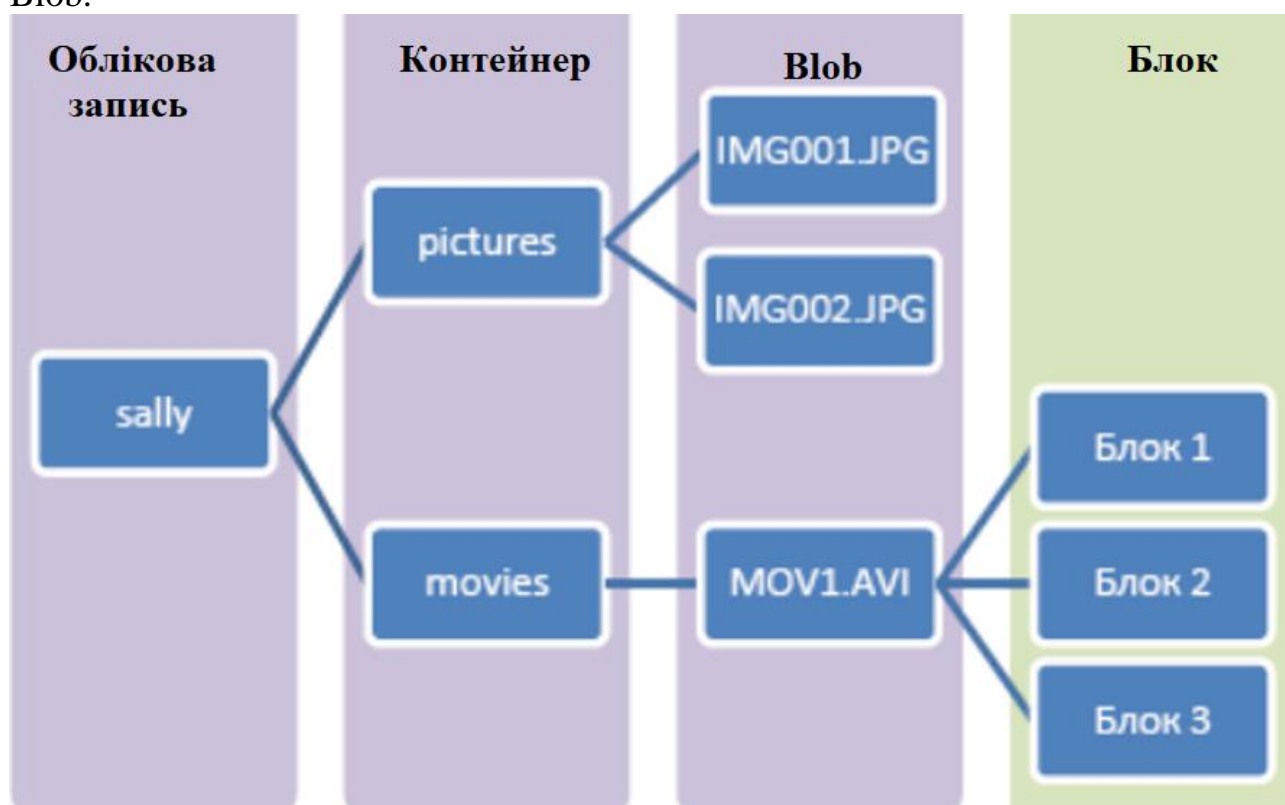 Blob.
Облікова
запись
Контейнер
Blob
Блок
IMG001.JPG
pictures
IMG002.JPG
sally
Блок 1
movies
MOV1.AVI
Блок 2
Блок 3